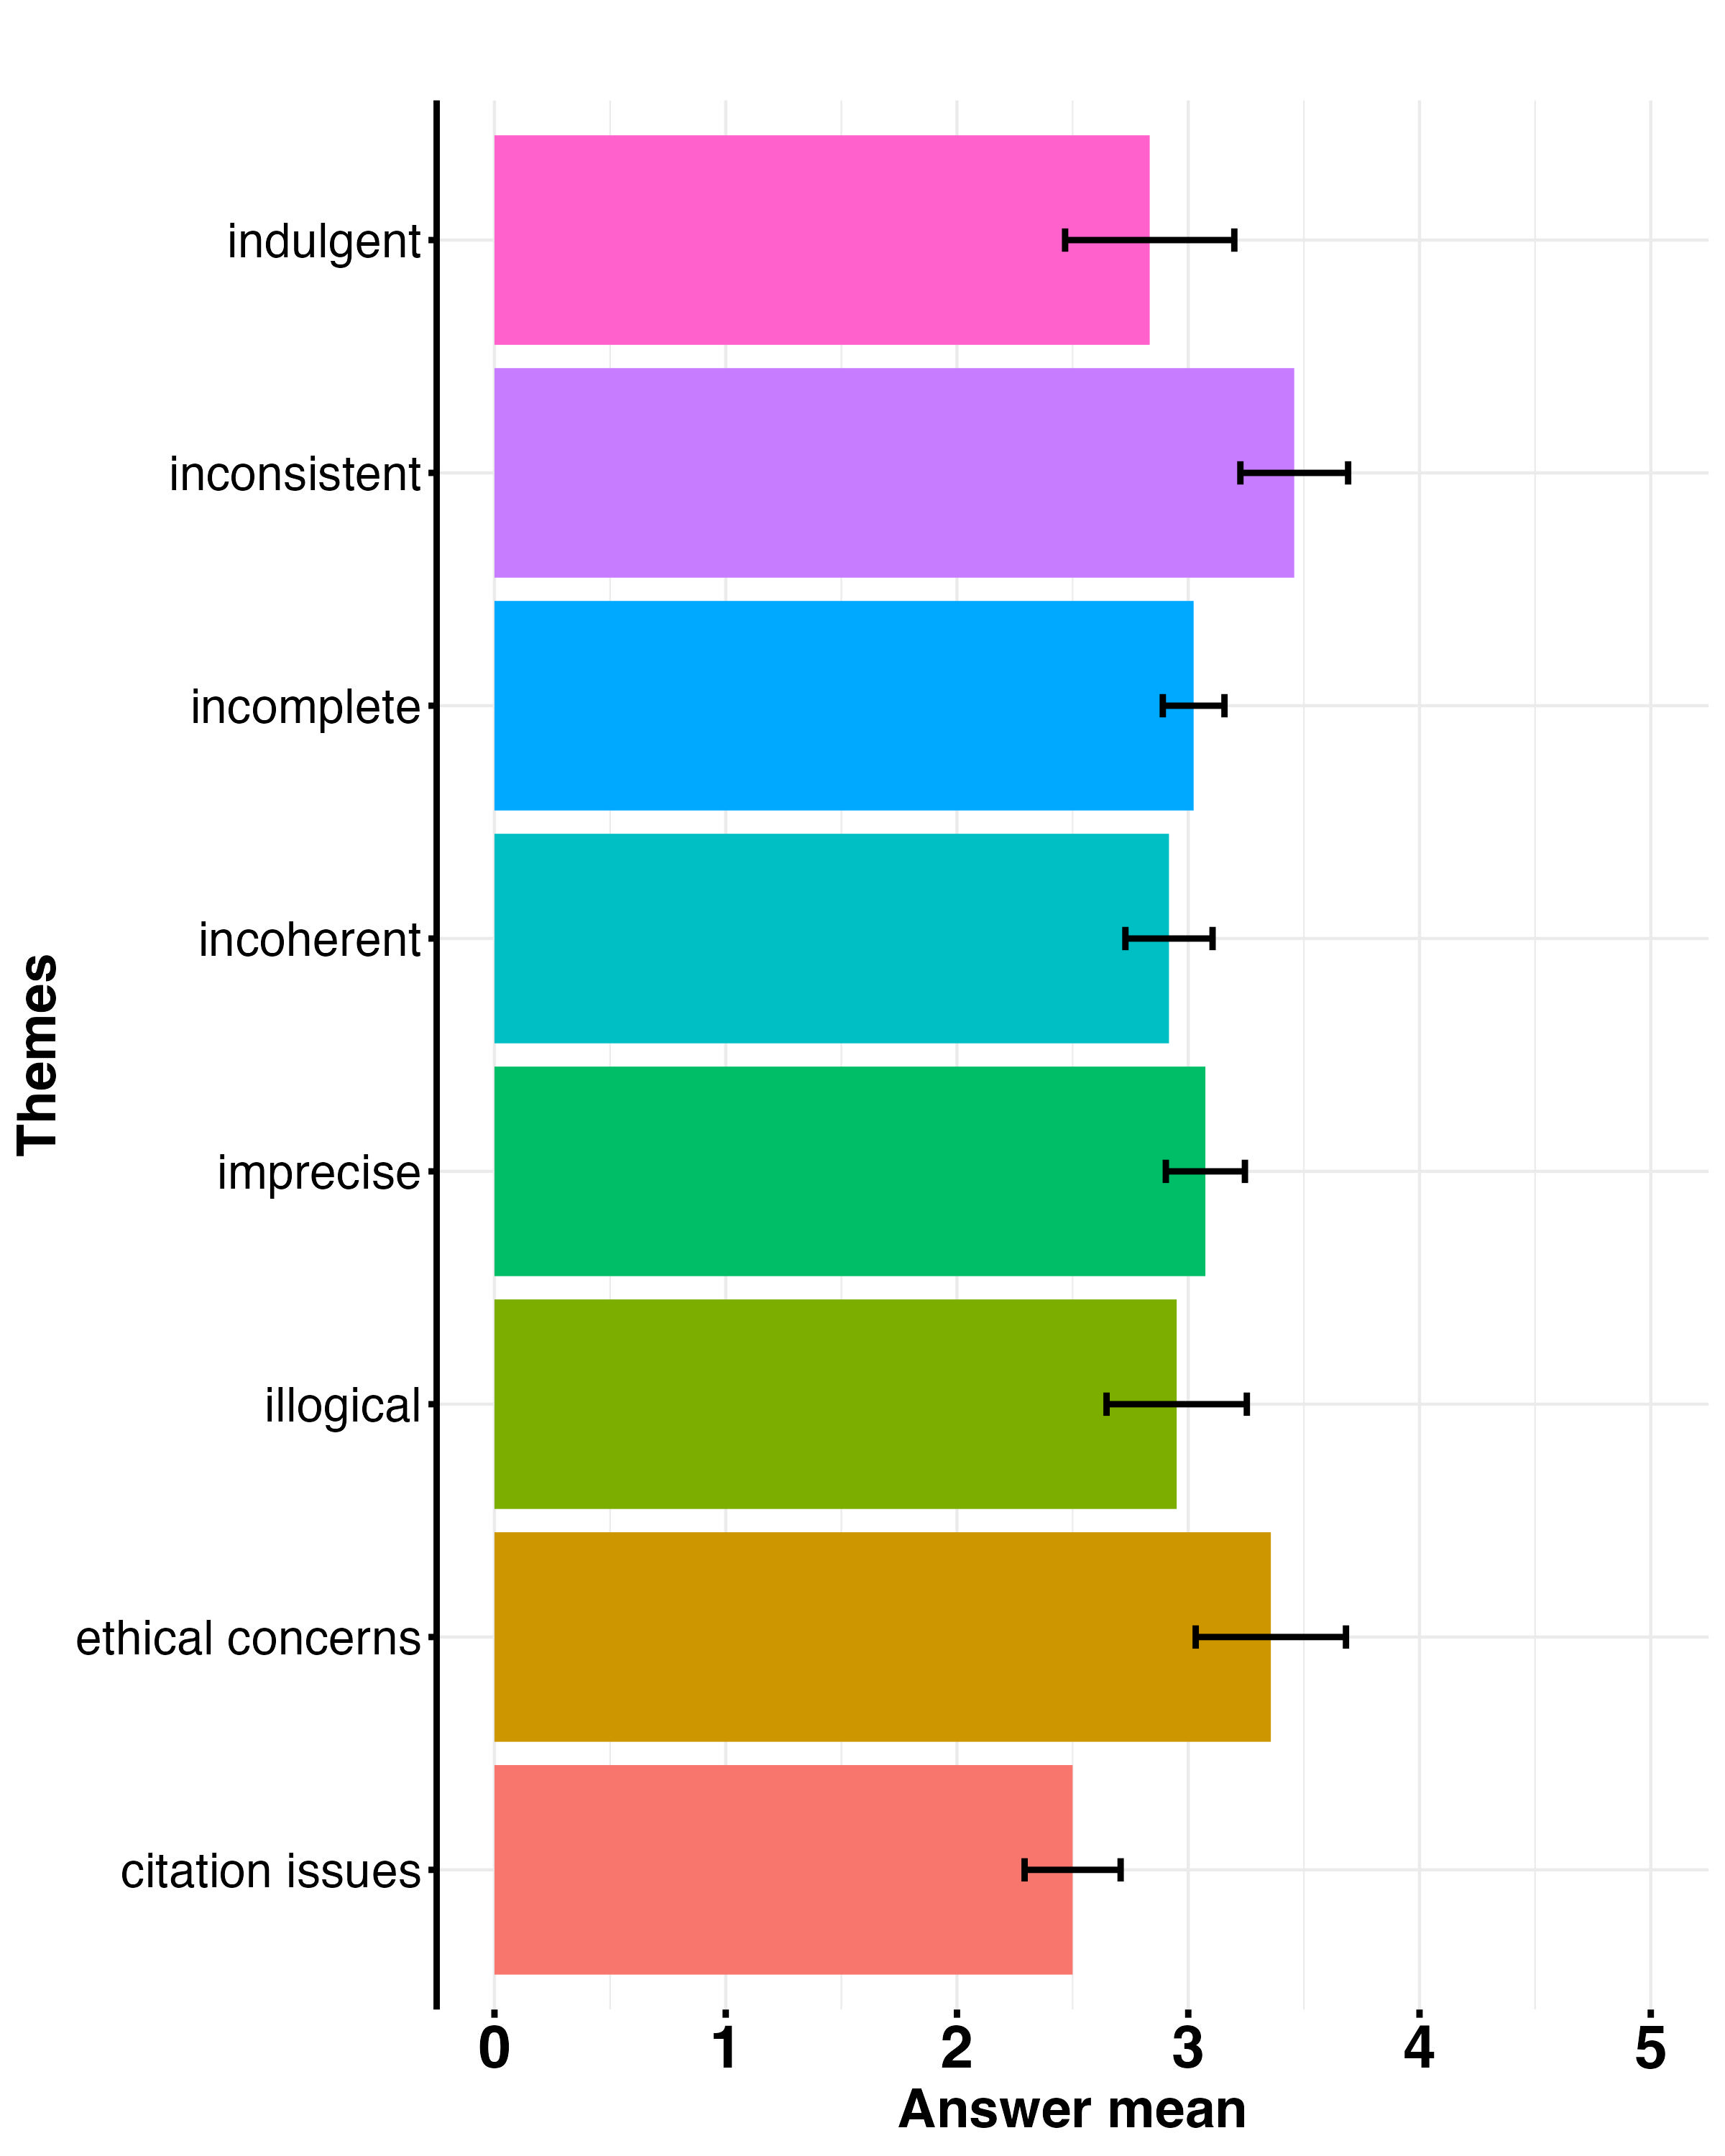 indulgent
inconsistent
incomplete
incoherent
imprecise
illogical
ethical concerns
citation issues
Themes
0 1 2 3 4 5
Answer mean